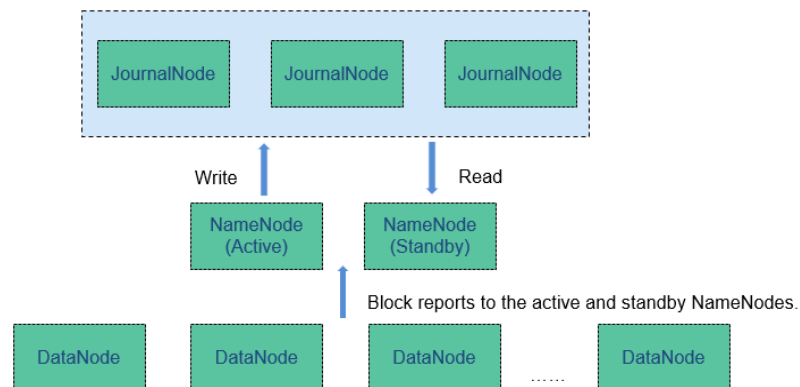 JournalNode
JournalNode
JournalNode
Write
Read
NameNode
(Active)
NameNode
(Standby)
Block reports to the active and standby NameNodes.
DataNode
DataNode
DataNode
……
DataNode